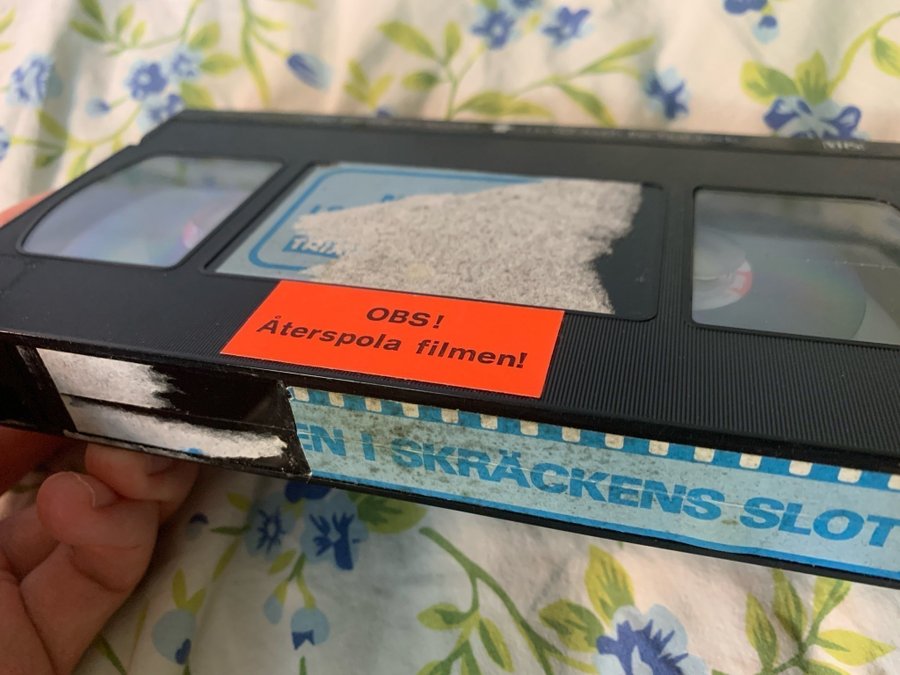 OBS!
Återspola filmen!
EN I SKRÄCKENS SLOT